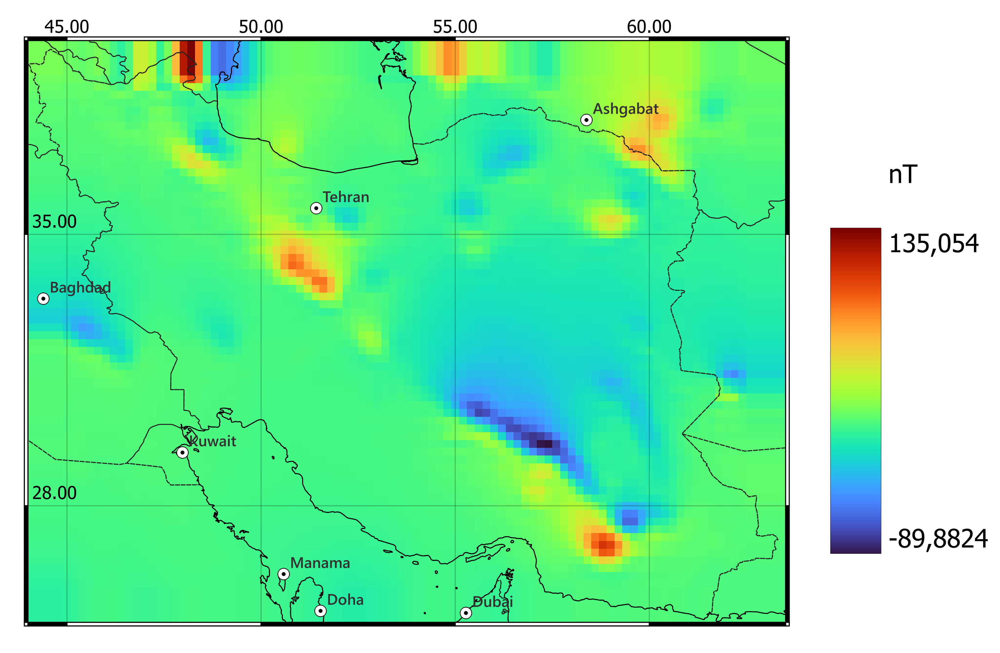 45.00 50.00 55.00 60.00
Ashgabat
nT
Tehran
35.00
135,054
Baghdad
Kuwait
28.00
-89,8824
Manama
Doha
Dubai